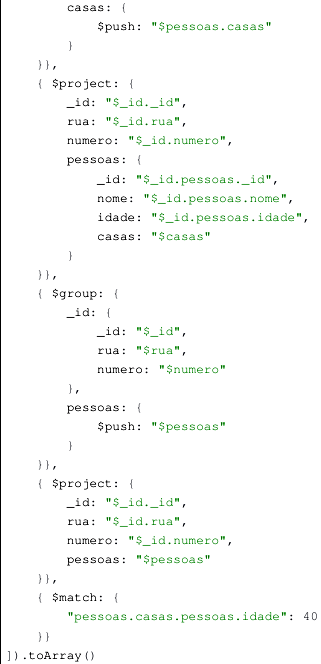 casas: {
$push: "$pessoas.casas"
}
}},
{ $project: {
_id: "$_id._id",
rua: "$_id.rua",
numero: "$_id.numero",
pessoas: {
_id: "$_id.pessoas._id",
nome: "$_id.pessoas.nome",
idade: "$_id.pessoas.idade",
casas: "$casas"
}
}},
{ $group: {
_id: {
_id: "$_id",
rua: "$rua",
numero: "$numero"
},
pessoas: {
$push: "$pessoas"
}
}},
{ $project: {
_id: "$_id._id",
rua: "$_id.rua",
numero: "$_id.numero",
pessoas: "$pessoas"
}},
{ $match: {
"pessoas.casas.pessoas.idade": 40
}}
]).toArray()